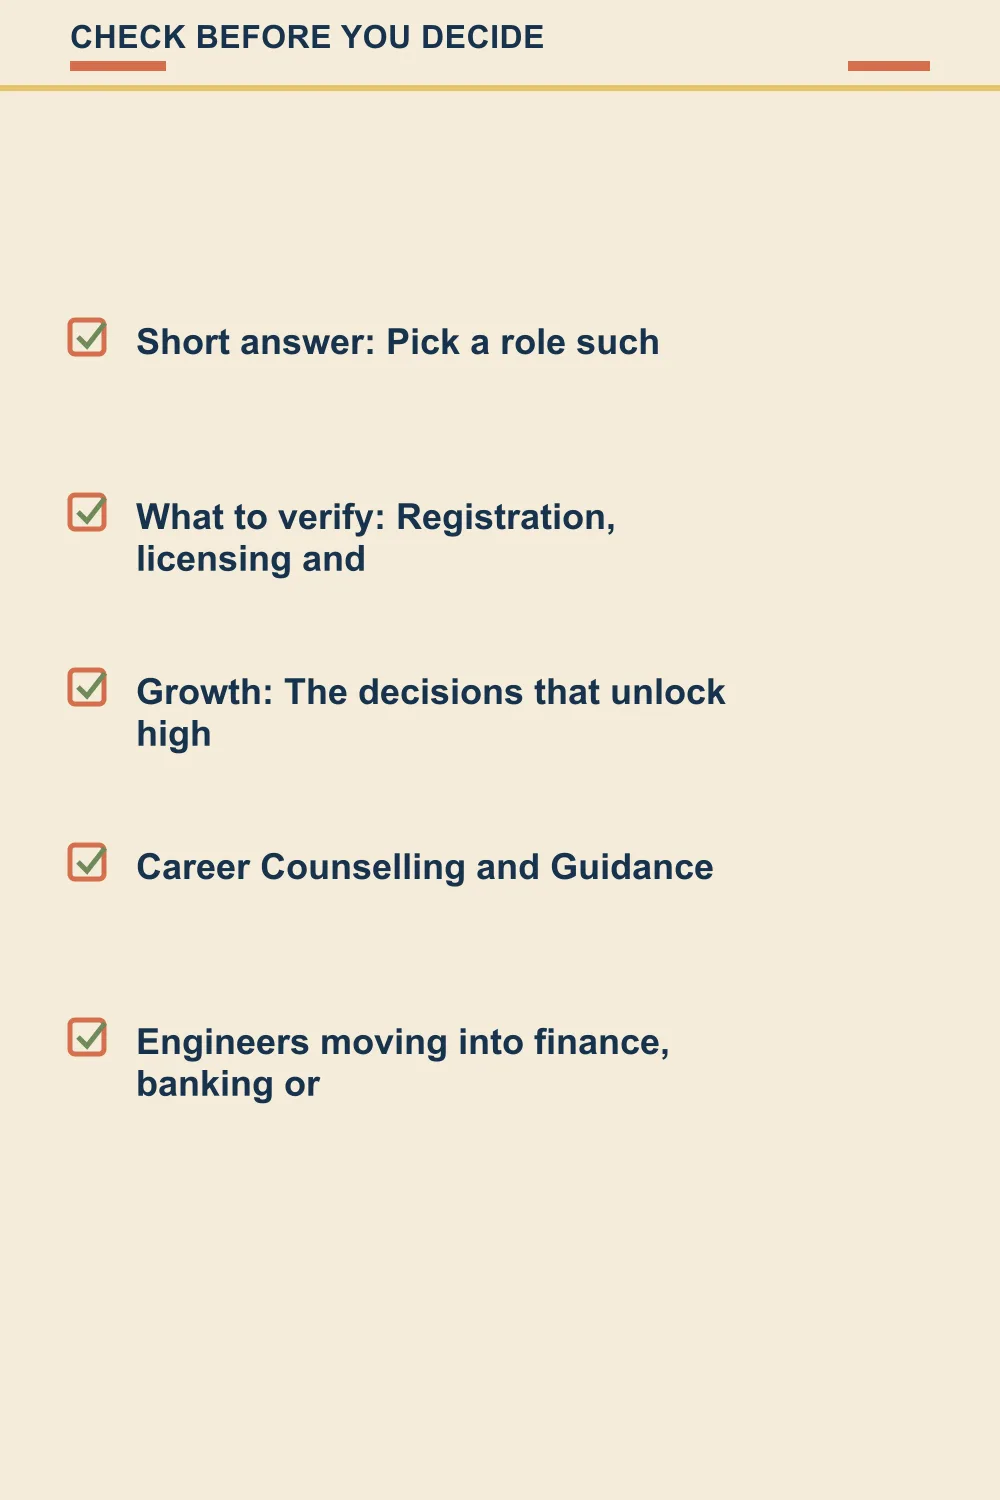 CHECK BEFORE YOU DECIDE
Short answer: Pick a role such
What to verify: Registration,
licensing and
Growth: The decisions that unlock
high
Career Counselling and Guidance
Engineers moving into finance,
banking or